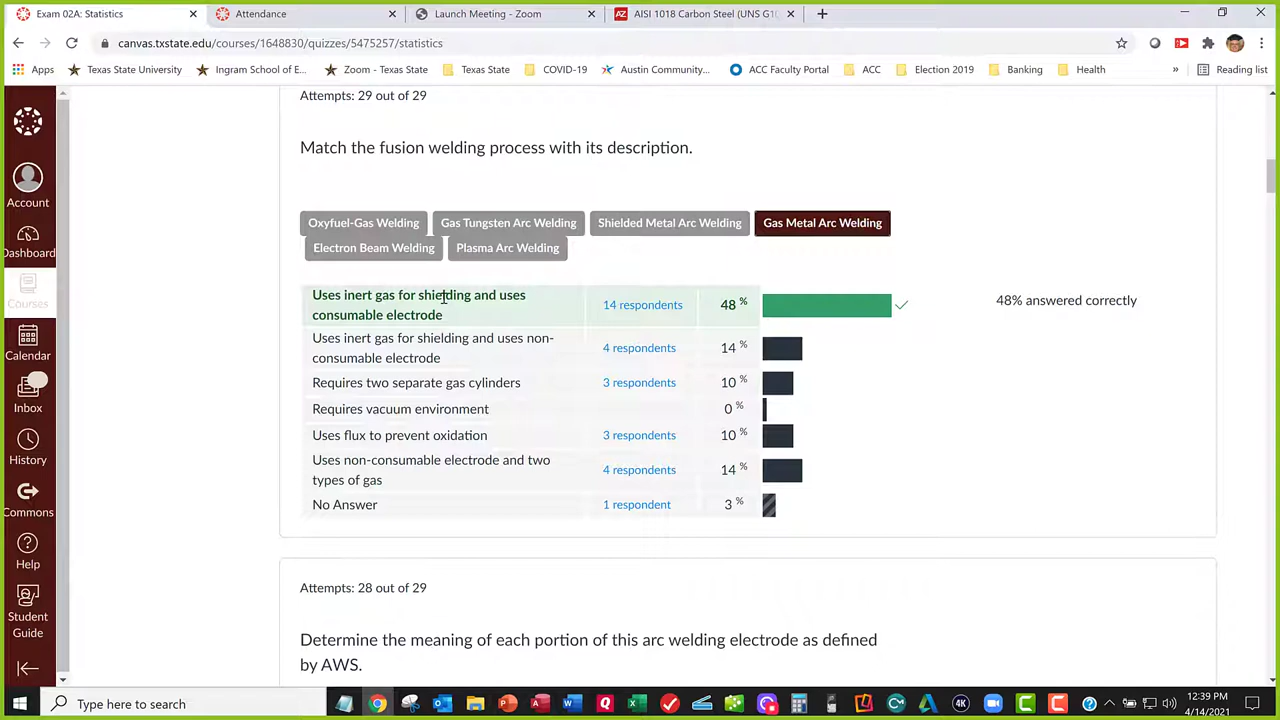 Exam 02A: Statistics
Attendance
Launch Meeting - Zoom
AISI 1018 Carbon Steel (UNS G10
canvas.txstate.edu/courses/1648830/quizzes/5475257/statistics
Apps
Texas State University
Ingram School of E...
Zoom - Texas State
Texas State
COVID-19
Austin Community...
ACC Faculty Portal
ACC
Election 2019
Banking
Health
»
Reading list
Account
Dashboard
Courses
Calendar
Inbox
History
Commons
Help
Student
Guide
Attempts: 29 out of 29
Match the fusion welding process with its description.
Oxyfuel-Gas Welding Gas Tungsten Arc Welding Shielded Metal Arc Welding Gas Metal Arc Welding
Electron Beam Welding Plasma Arc Welding
Uses inert gas for shielding and uses
consumable electrode
14 respondents 48 %
48% answered correctly
Uses inert gas for shielding and uses non-
consumable electrode
4 respondents 14 %
Requires two separate gas cylinders 3 respondents 10 %
Requires vacuum environment 0 %
Uses flux to prevent oxidation 3 respondents 10 %
Uses non-consumable electrode and two
types of gas
4 respondents 14 %
No Answer 1 respondent 3 %
Attempts: 28 out of 29
Determine the meaning of each portion of this arc welding electrode as defined
by AWS.
Type here to search
4K
12:39 PM
4/14/2021